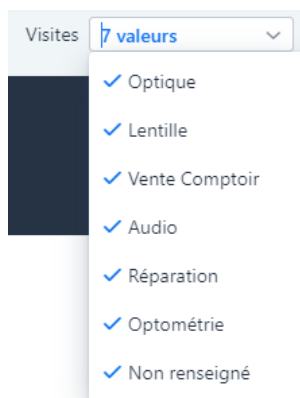 Visites 7 valeurs
Optique
Lentille
Vente Comptoir
Audio
Réparation
Optométrie
Non renseigné